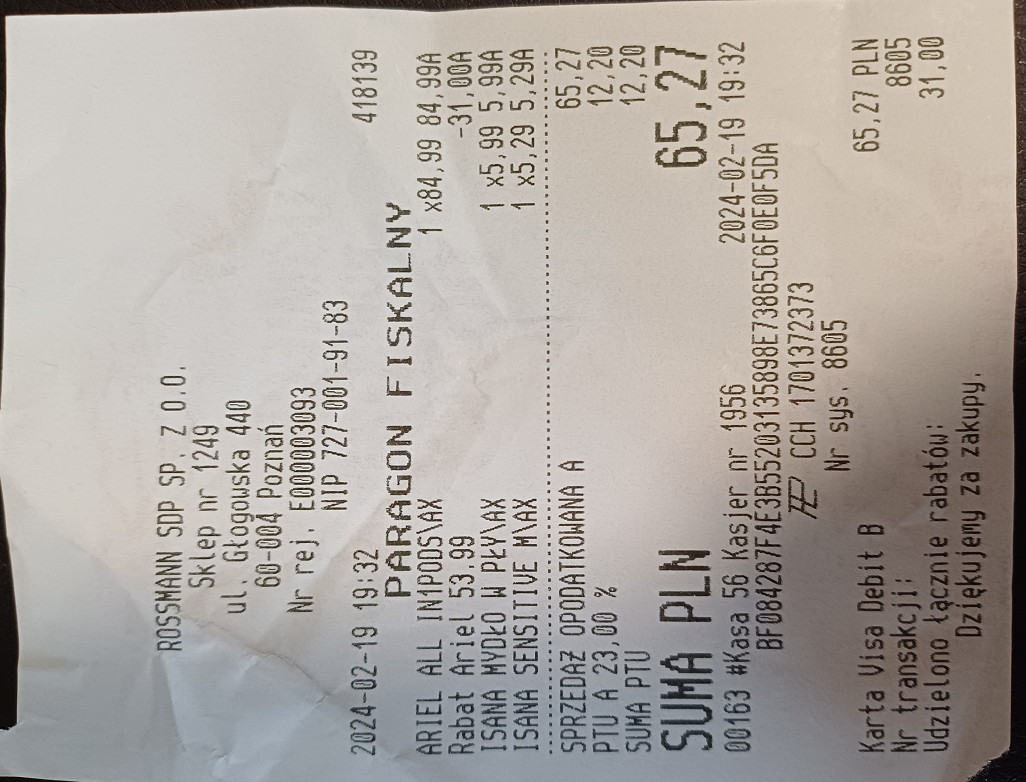 ROSSMANN SDP SP. Z O.O.
Sklep nr 1249
ul. Głogowska 440
60-004 Poznań
Nr rej. E000003093
NIP 727-001-91-83
2024-02-19 19:32 418139
PARAGON FISKALNY
ARIEL ALL IN1PODS\AX 1 x84,99 84,99A
Rabat Ariel 53.99 -31,00A
ISANA MYDŁO W PŁY\AX 1 x5,99 5,99A
ISANA SENSITIVE M\AX 1 x5,29 5,29A
SPRZEDAŻ OPODATKOWANA A 65,27
PTU A 23,00 % 12,20
SUMA PTU 12,20
SUMA PLN 65,27
00163 #Kasa 56 Kasjer nr 1956 2024-02-19 19:32
BF084287F4E3B55203135898E73865C6F0E0F5DA
CCH 1701372373
Nr sys. 8605
Karta Visa Debit B 65,27 PLN
Nr transakcji: 8605
Udzielono łącznie rabatów: 31,00
Dziękujemy za zakupy.